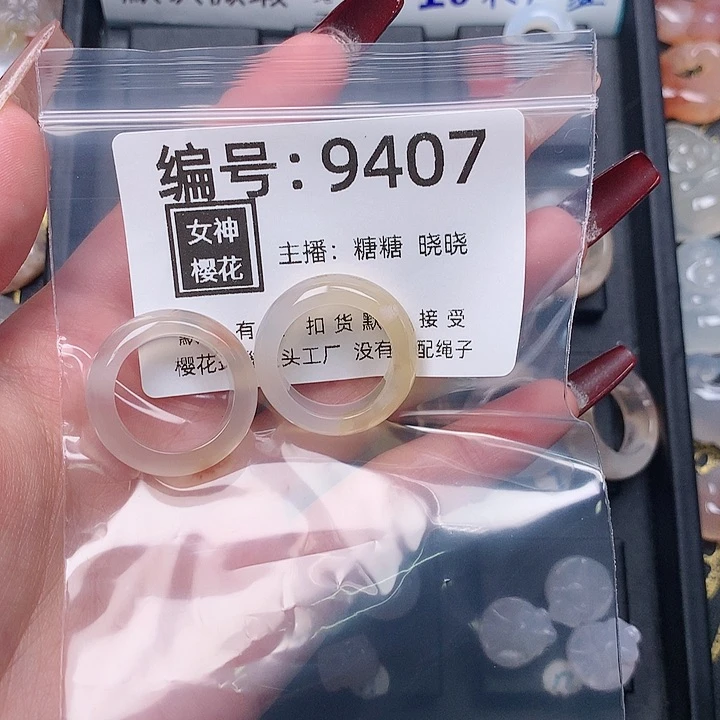 编号:9407
女神
樱花
主播: 糖糖 晓晓
有 扣货默 接受
樱花 头工厂 没有 配绳子